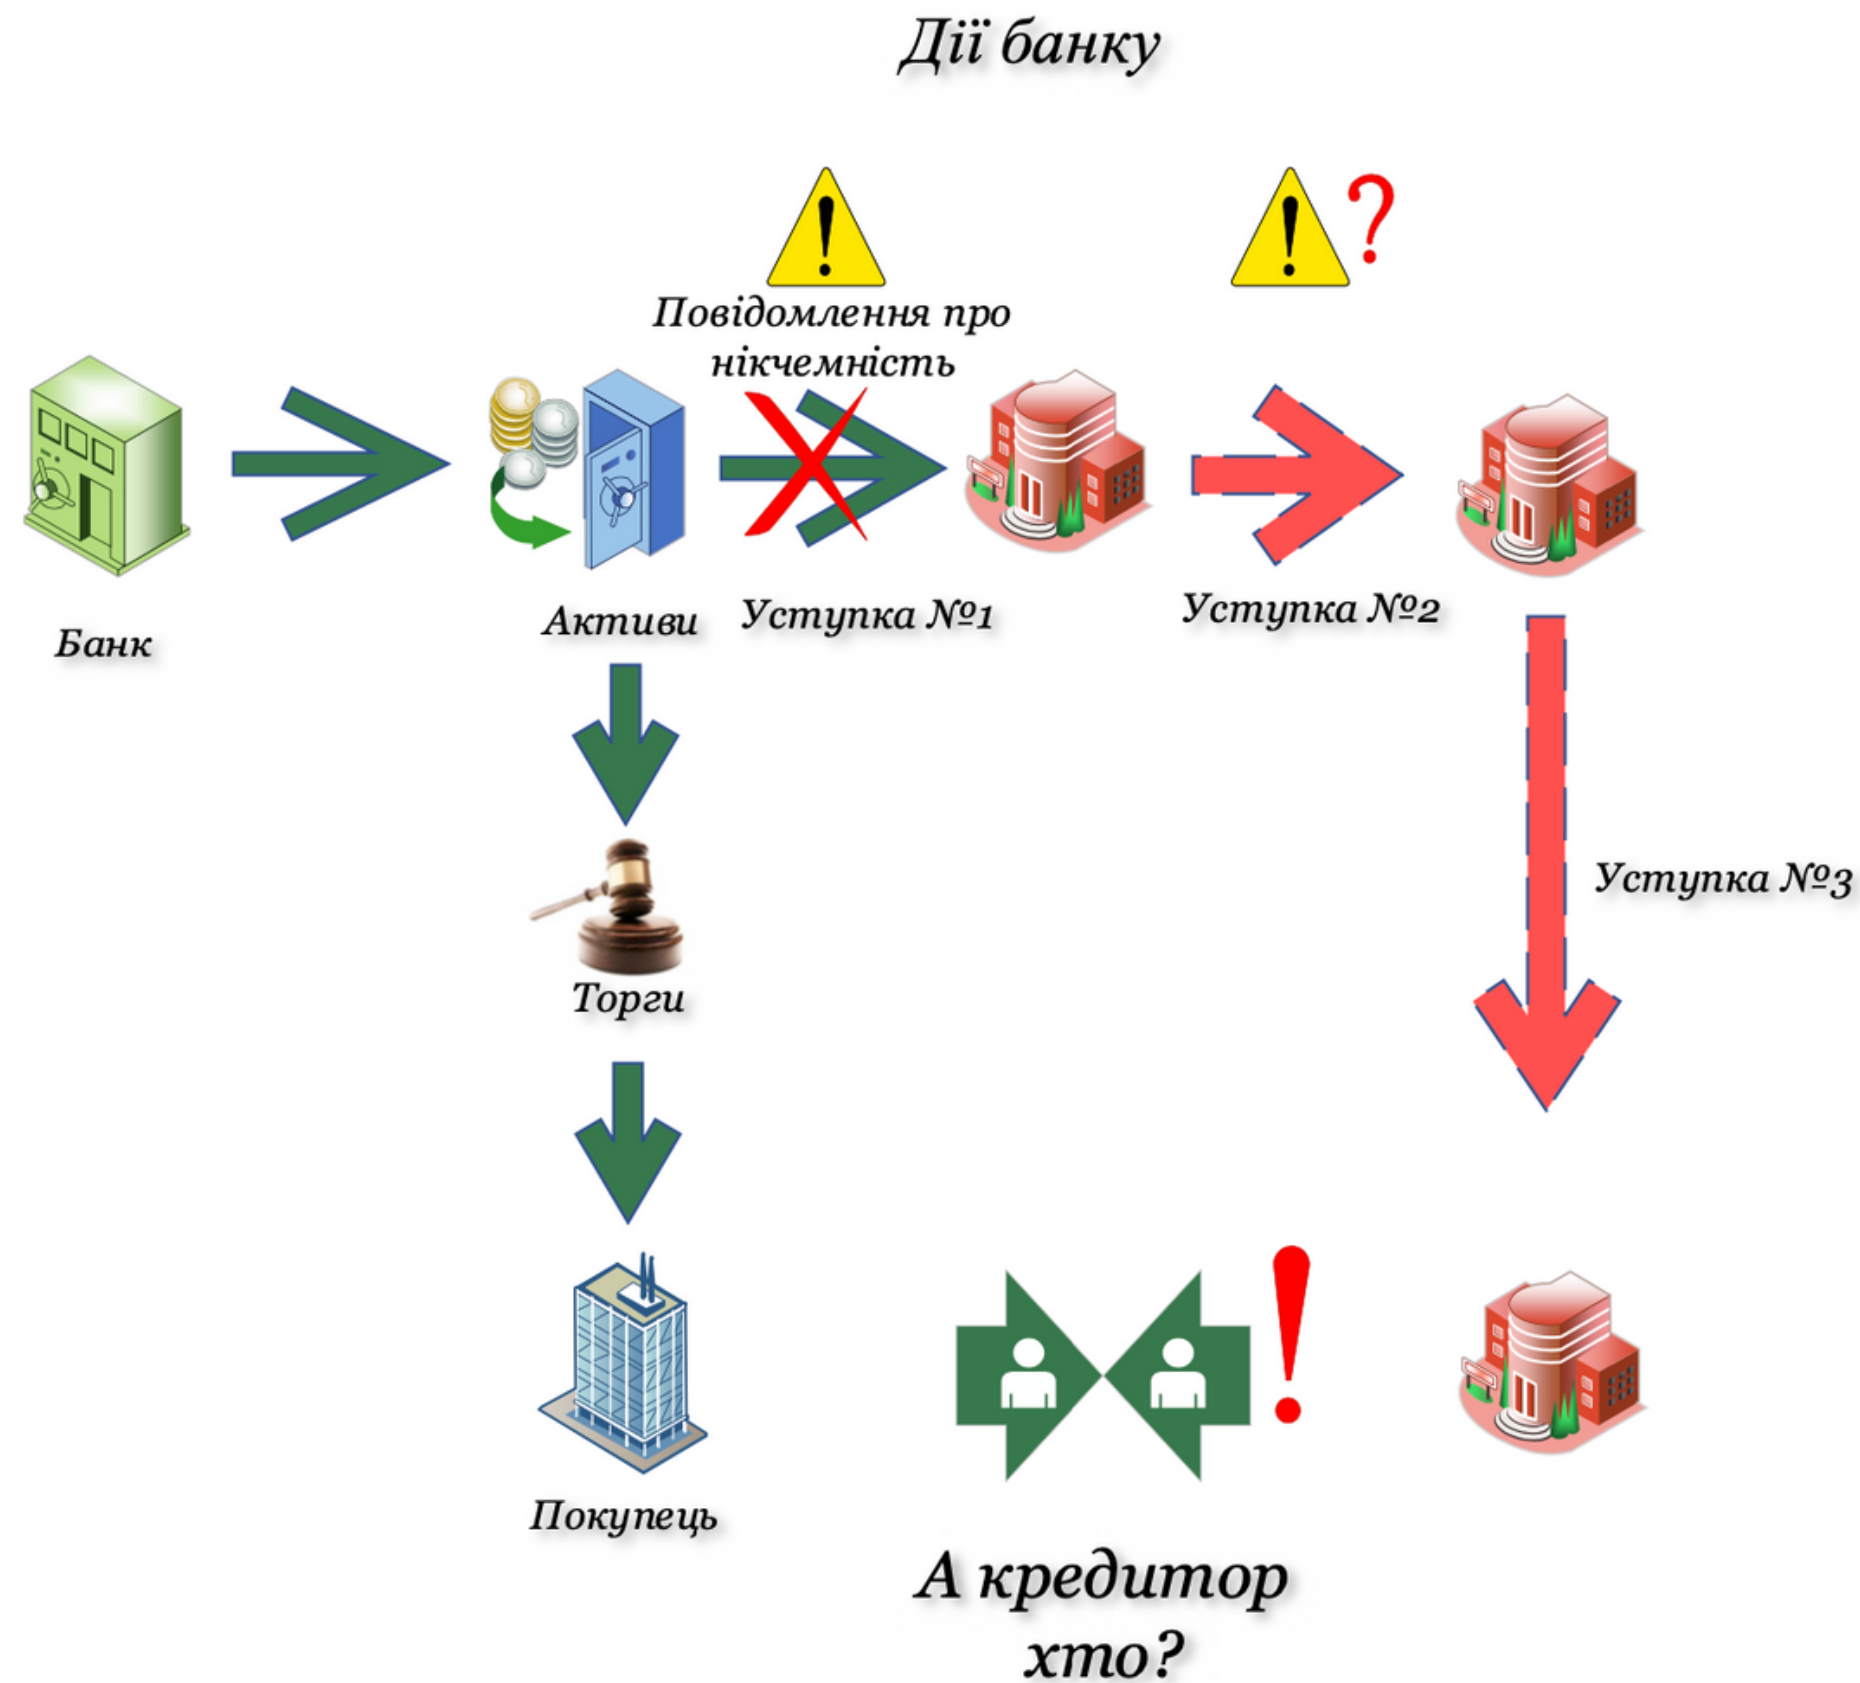 Дії банку
Повідомлення про
нікчемність
Банк
Активи
Уступка №1
Уступка №2
Уступка №3
Торги
Покупець
А кредитор
хто?